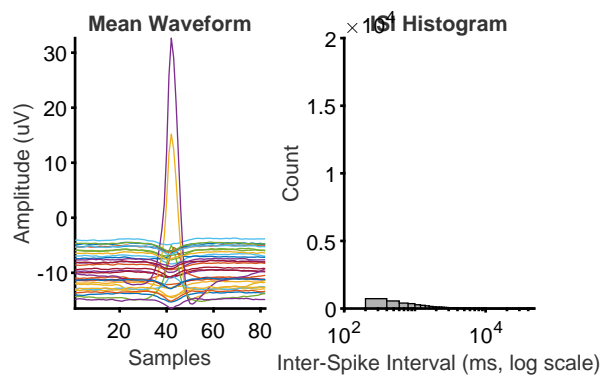 Mean Waveform
30
20
10
0
-10
20 40 60 80
Amplitude (uV)
Samples
×10^4
ISI Histogram
2
1.5
1
0.5
0
10^2 10^4
Count
Inter-Spike Interval (ms, log scale)